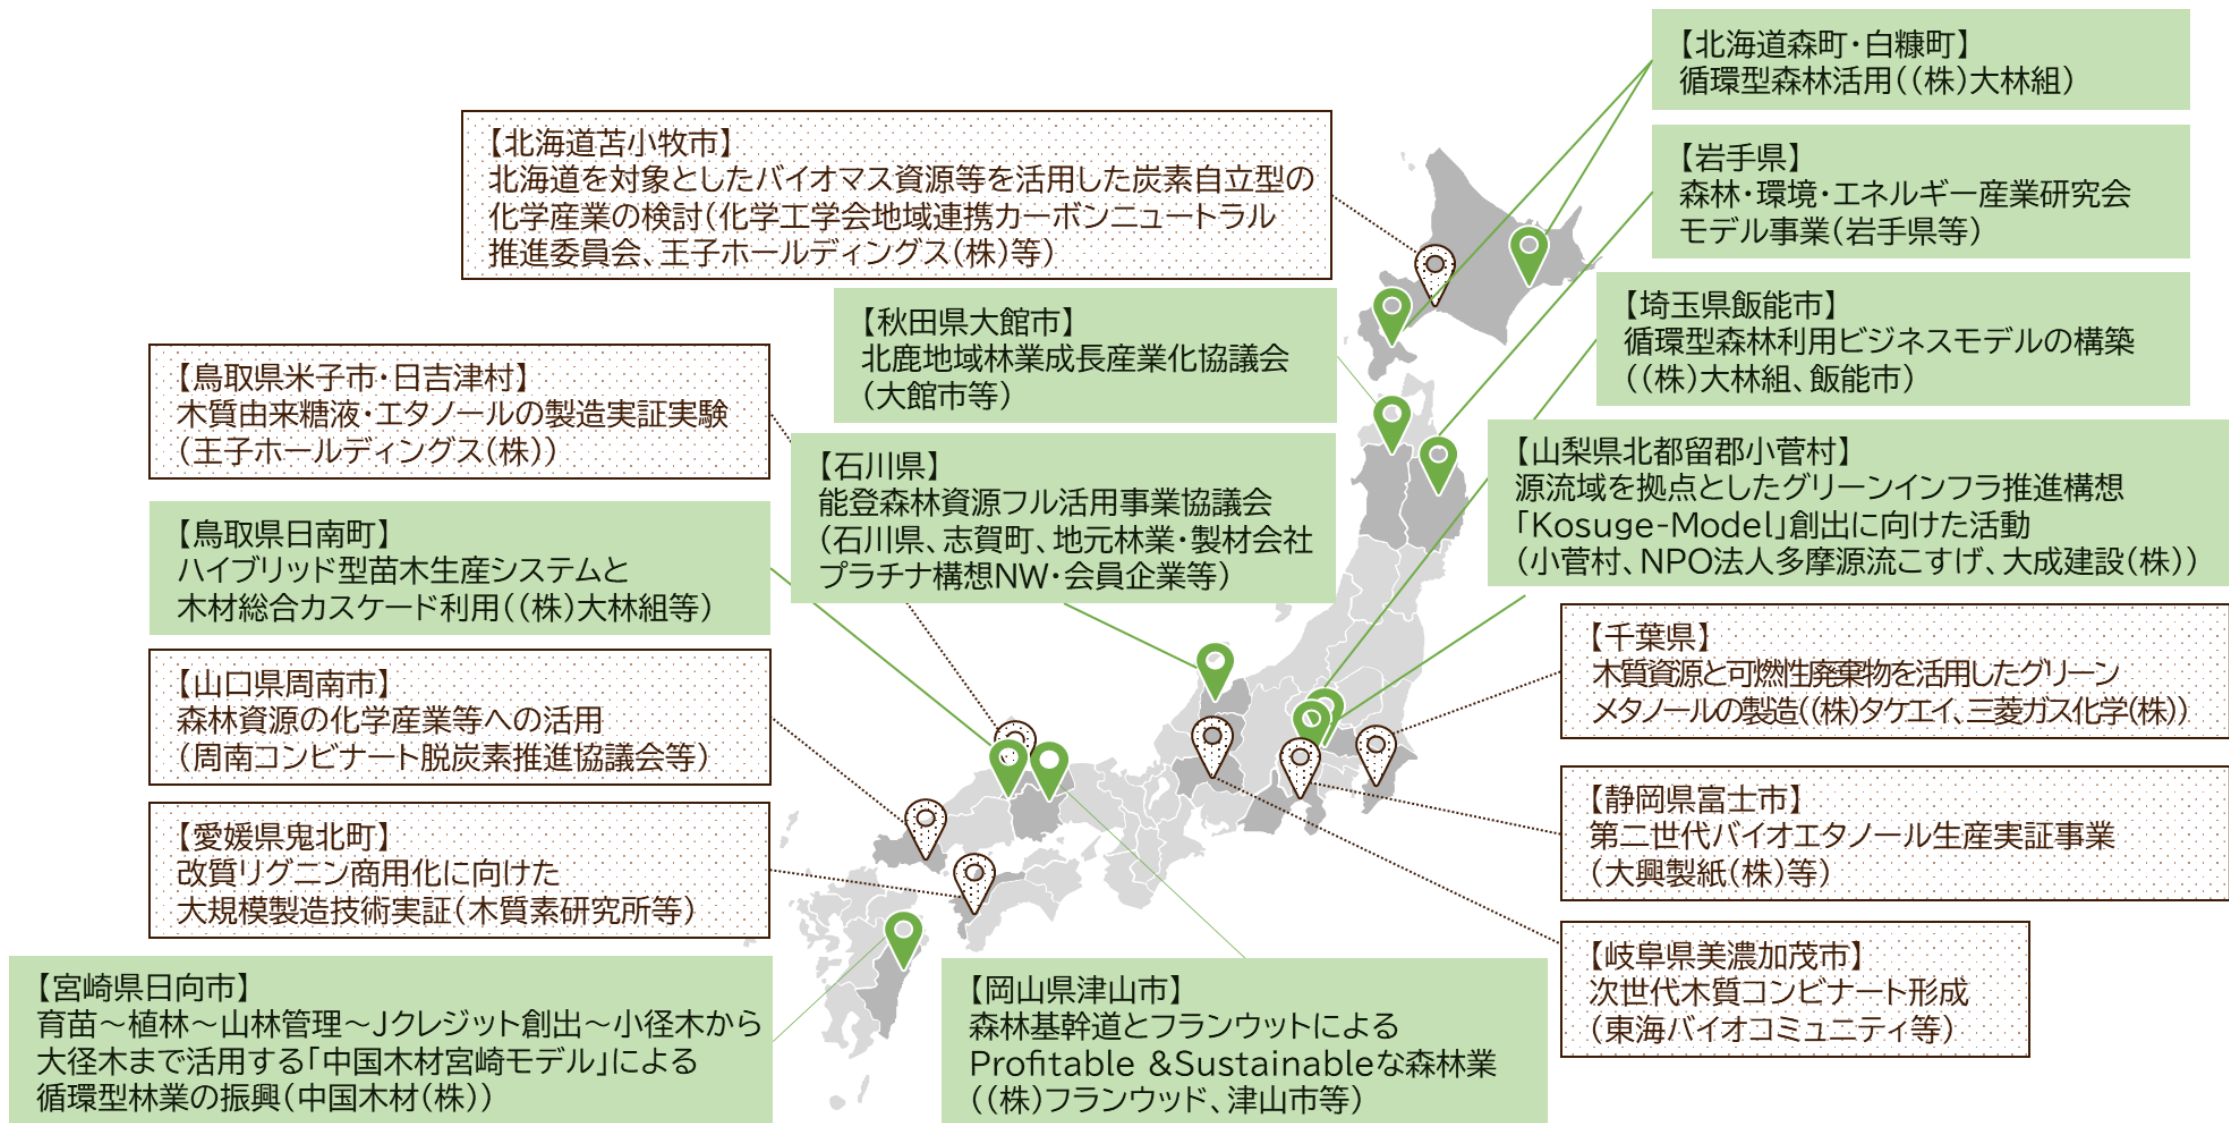 【北海道森町・白糠町】
循環型森林活用((株)大林組)
【北海道苫小牧市】
北海道を対象としたバイオマス資源等を活用した炭素自立型の
化学産業の検討(化学工学会地域連携カーボンニュートラル
推進委員会、王子ホールディングス(株)等)
【岩手県】
森林・環境・エネルギー産業研究会
モデル事業(岩手県等)
【秋田県大館市】
北鹿地域林業成長産業化協議会
(大館市等)
【埼玉県飯能市】
循環型森林利用ビジネスモデルの構築
((株)大林組、飯能市)
【鳥取県米子市・日吉津村】
木質由来糖液・エタノールの製造実証実験
(王子ホールディングス(株))
【石川県】
能登森林資源フル活用事業協議会
(石川県、志賀町、地元林業・製材会社
プラチナ構想NW・会員企業等)
【山梨県北都留郡小菅村】
源流域を拠点としたグリーンインフラ推進構想
「Kosuge-Model」創出に向けた活動
(小菅村、NPO法人多摩源流こすげ、大成建設(株))
【鳥取県日南町】
ハイブリッド型苗木生産システムと
木材総合カスケード利用((株)大林組等)
【千葉県】
木質資源と可燃性廃棄物を活用したグリーン
メタノールの製造((株)タケエイ、三菱ガス化学(株))
【山口県周南市】
森林資源の化学産業等への活用
(周南コンビナート脱炭素推進協議会等)
【静岡県富士市】
第二世代バイオエタノール生産実証事業
(大興製紙(株)等)
【愛媛県鬼北町】
改質リグニン商用化に向けた
大規模製造技術実証(木質素研究所等)
【岐阜県美濃加茂市】
次世代木質コンビナート形成
(東海バイオコミュニティ等)
【宮崎県日向市】
育苗~植林~山林管理~Jクレジット創出~小径木から
大径木まで活用する「中国木材宮崎モデル」による
循環型林業の振興(中国木材(株))
【岡山県津山市】
森林基幹道とフランウットによる
Profitable &Sustainableな森林業
((株)フランウッド、津山市等)